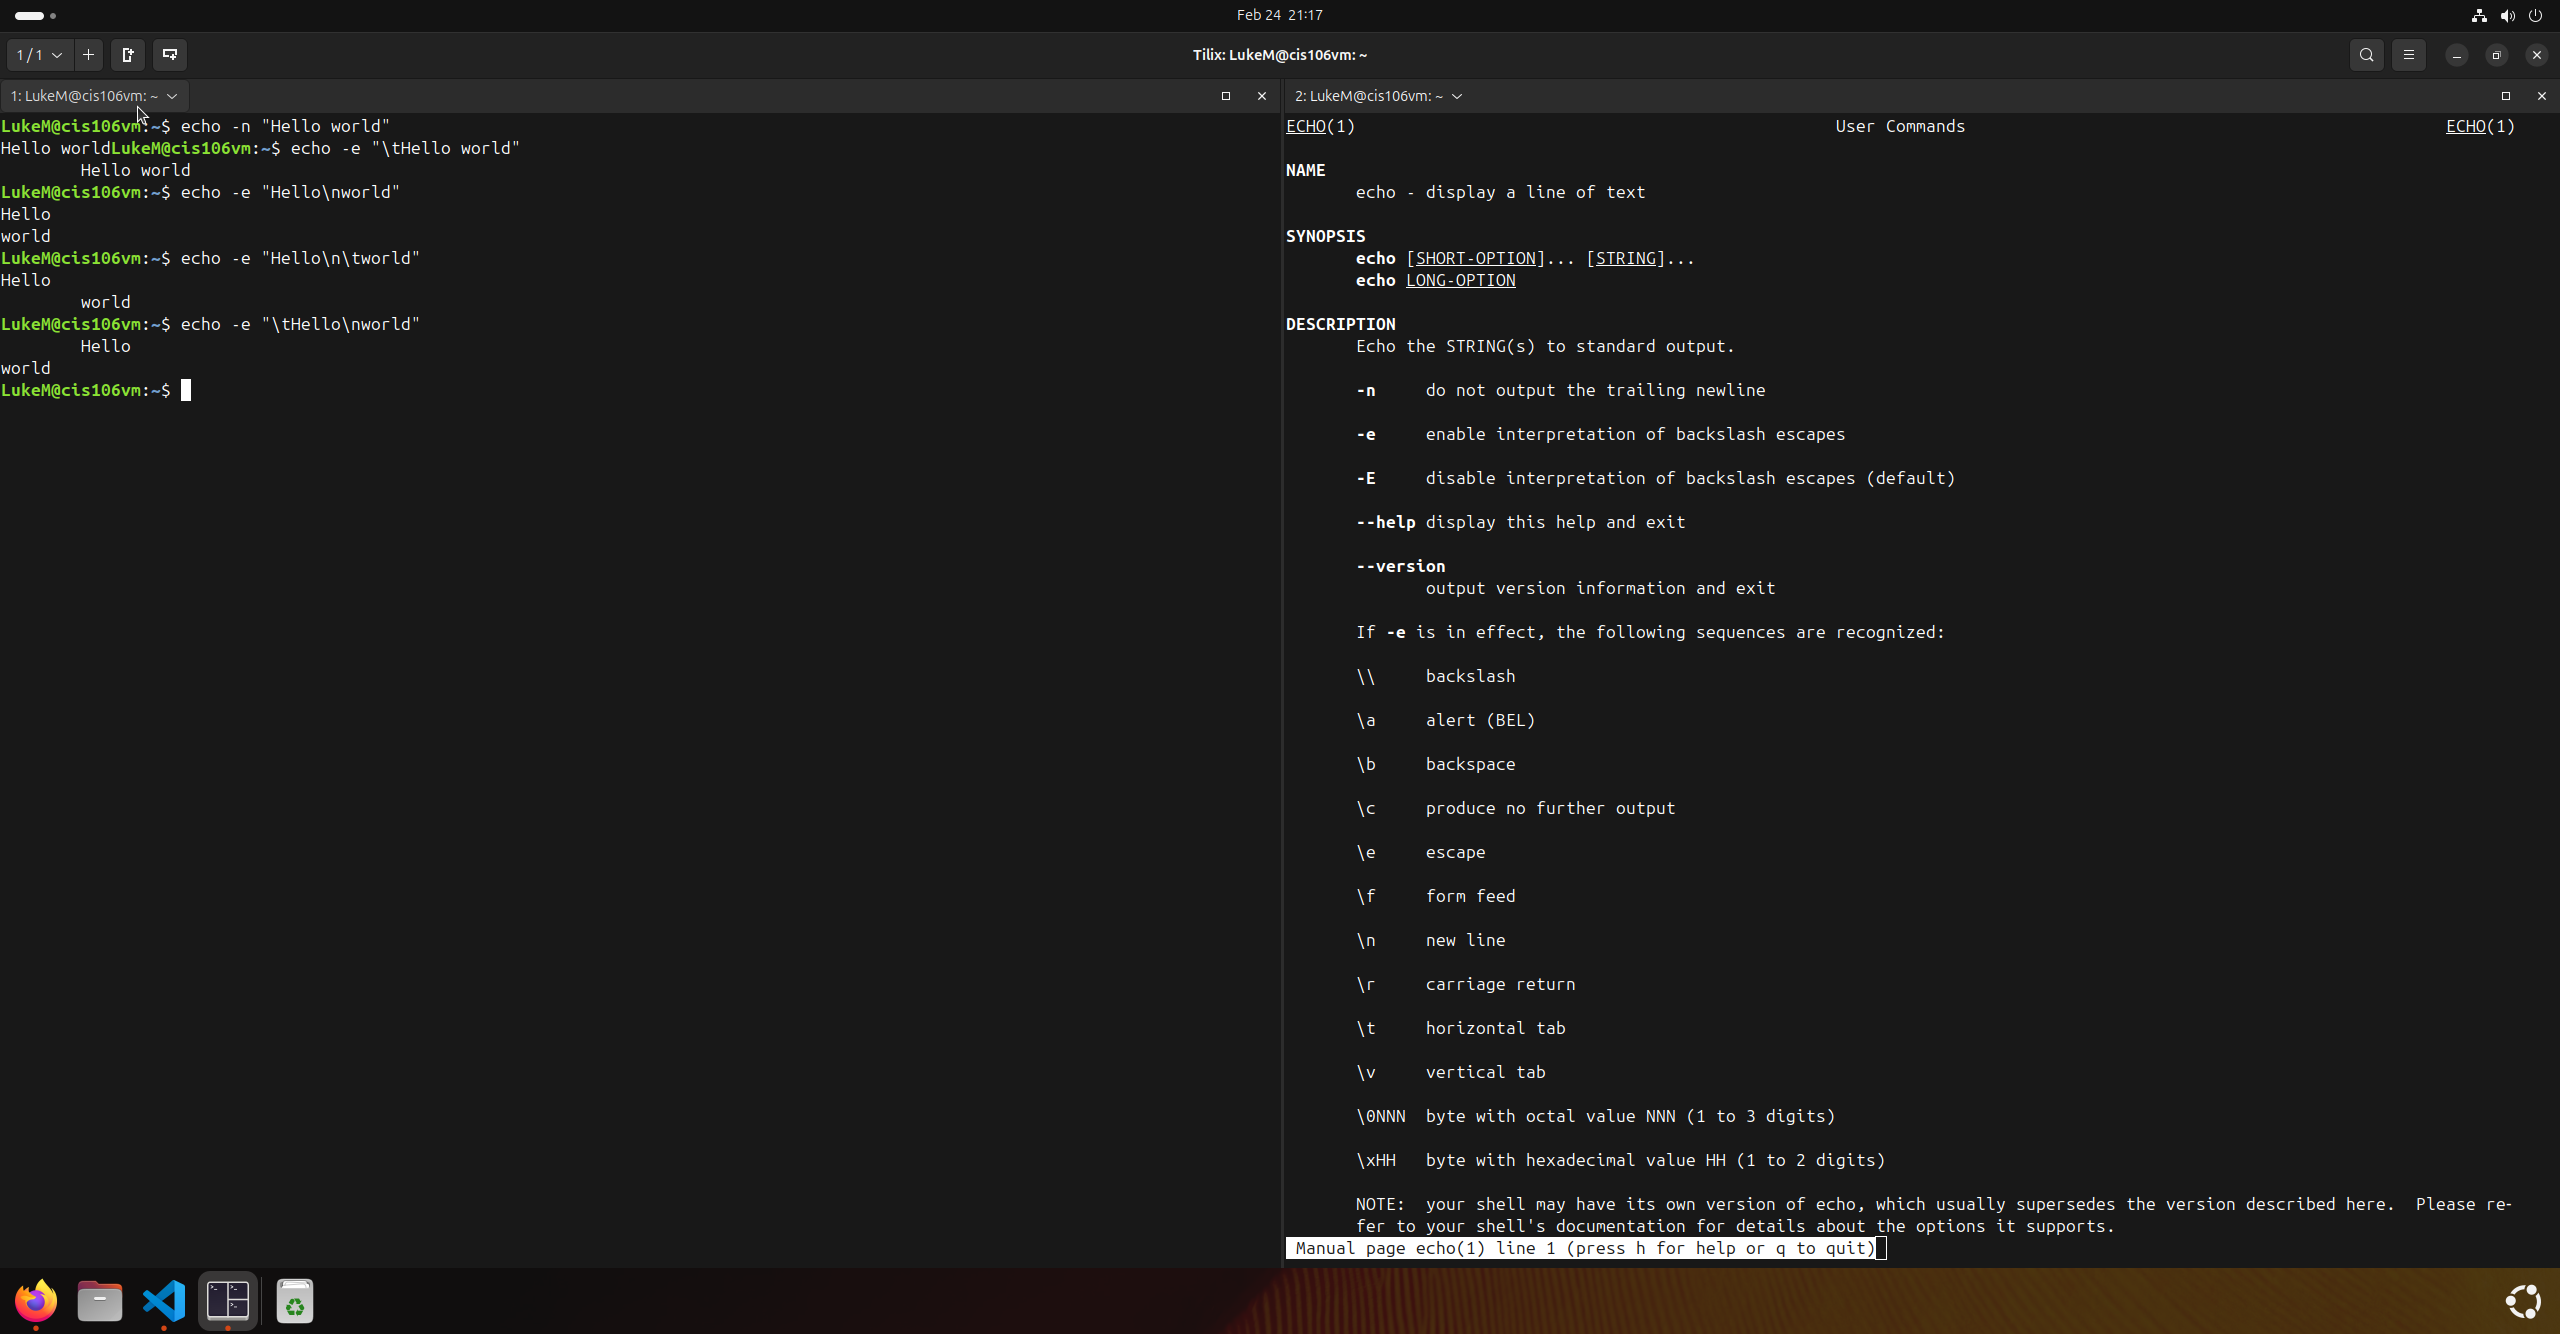 Feb 24 21:17
1 / 1
Tilix: LukeM@cis106vm: ~
1: LukeM@cis106vm: ~
LukeM@cis106vm:~$ echo -n "Hello world"
Hello worldLukeM@cis106vm:~$ echo -e "\tHello world"
        Hello world
LukeM@cis106vm:~$ echo -e "Hello\nworld"
Hello
world
LukeM@cis106vm:~$ echo -e "Hello\n\tworld"
Hello
        world
LukeM@cis106vm:~$ echo -e "\tHello\nworld"
        Hello
world
LukeM@cis106vm:~$
2: LukeM@cis106vm: ~
ECHO(1) User Commands ECHO(1)
NAME
echo - display a line of text
SYNOPSIS
echo [SHORT-OPTION]... [STRING]...
echo LONG-OPTION
DESCRIPTION
Echo the STRING(s) to standard output.
-n do not output the trailing newline
-e enable interpretation of backslash escapes
-E disable interpretation of backslash escapes (default)
--help display this help and exit
--version
output version information and exit
If -e is in effect, the following sequences are recognized:
\\ backslash
\a alert (BEL)
\b backspace
\c produce no further output
\e escape
\f form feed
\n new line
\r carriage return
\t horizontal tab
\v vertical tab
\0NNN byte with octal value NNN (1 to 3 digits)
\xHH byte with hexadecimal value HH (1 to 2 digits)
NOTE: your shell may have its own version of echo, which usually supersedes the version described here. Please re-
fer to your shell's documentation for details about the options it supports.
Manual page echo(1) line 1 (press h for help or q to quit)